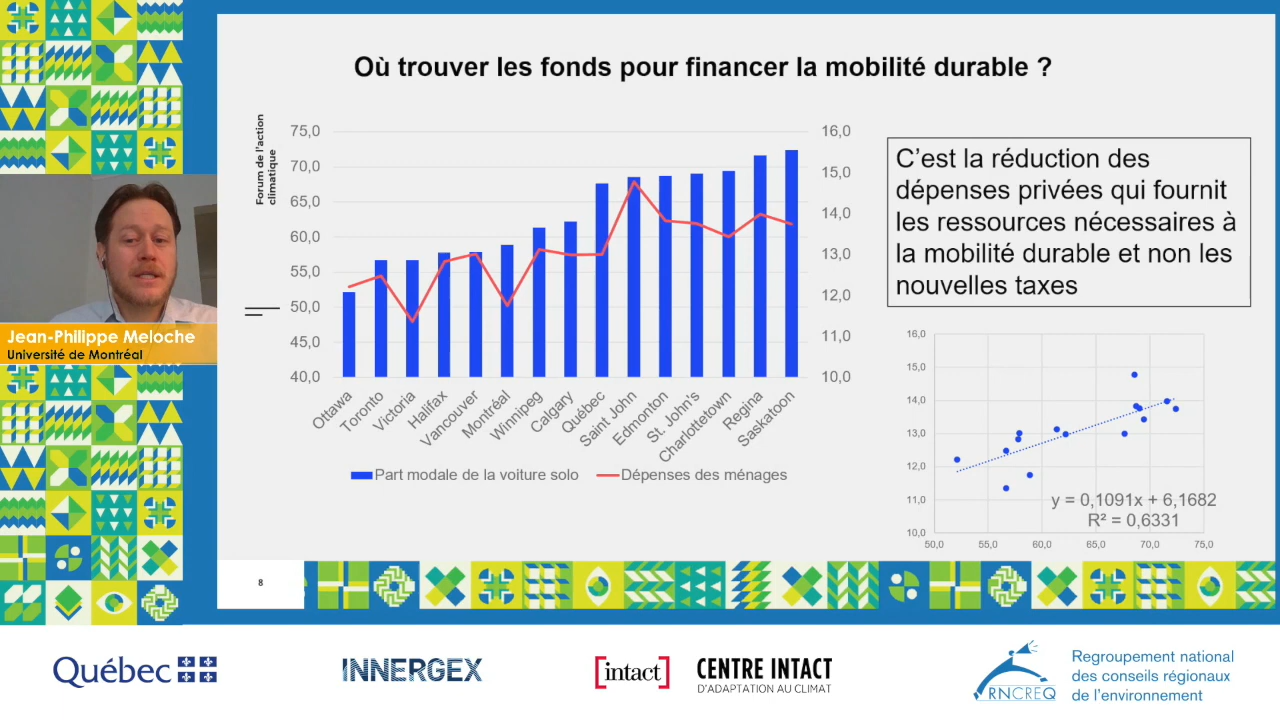 Où trouver les fonds pour financer la mobilité durable ?
Forum de l'action
climatique
75,0
70,0
65,0
60,0
55,0
50,0
45,0
40,0
16,0
15,0
14,0
13,0
12,0
11,0
10,0
Ottawa
Toronto
Victoria
Halifax
Vancouver
Montréal
Winnipeg
Calgary
Québec
Saint John
Edmonton
St. John's
Charlottetown
Regina
Saskatoon
Part modale de la voiture solo
Dépenses des ménages
C'est la réduction des
dépenses privées qui fournit
les ressources nécessaires à
la mobilité durable et non les
nouvelles taxes
16,0
15,0
14,0
13,0
12,0
11,0
10,0
y = 0,1091x + 6,1682
R² = 0,6331
50,0
55,0
60,0
65,0
70,0
75,0
Jean-Philippe Meloche
Université de Montréal
8
Québec
INNERGEX
[intact]
CENTRE INTACT
D'ADAPTATION AU CLIMAT
RNCREQ
Regroupement national
des conseils régionaux
de l'environnement